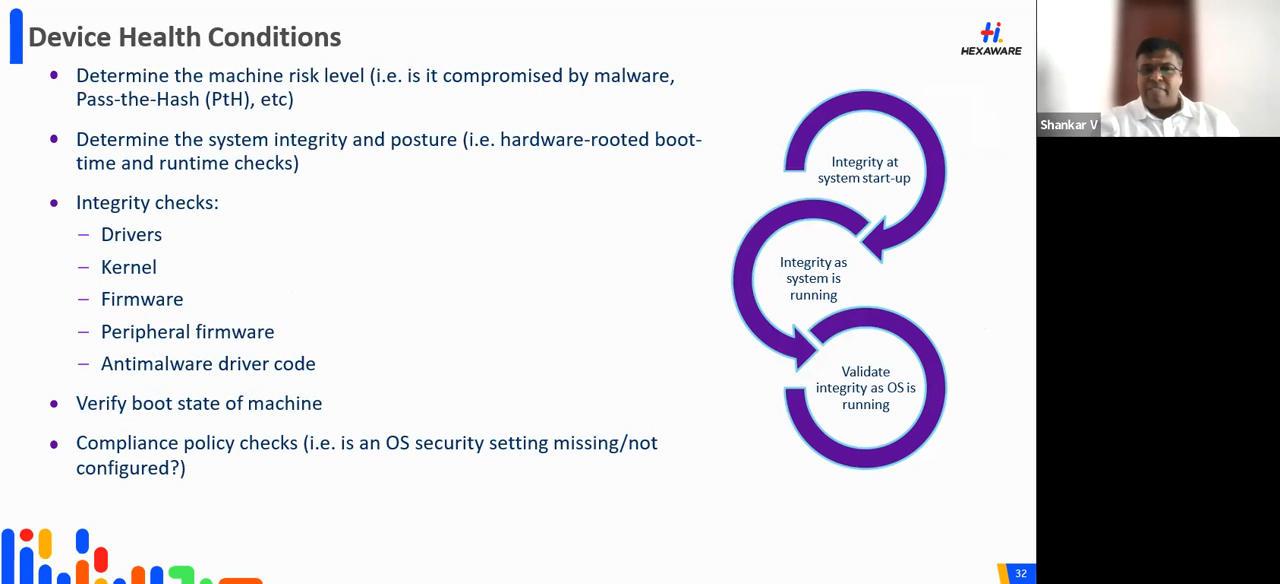 Device Health Conditions
HEXAWARE
• Determine the machine risk level (i.e. is it compromised by malware,
Pass-the-Hash (PtH), etc)
• Determine the system integrity and posture (i.e. hardware-rooted boot-
time and runtime checks)
• Integrity checks:
– Drivers
– Kernel
– Firmware
– Peripheral firmware
– Antimalware driver code
• Verify boot state of machine
• Compliance policy checks (i.e. is an OS security setting missing/not
configured?)
Integrity at
system start-up
Integrity as
system is
running
Validate
integrity as OS is
running
32
Shankar V